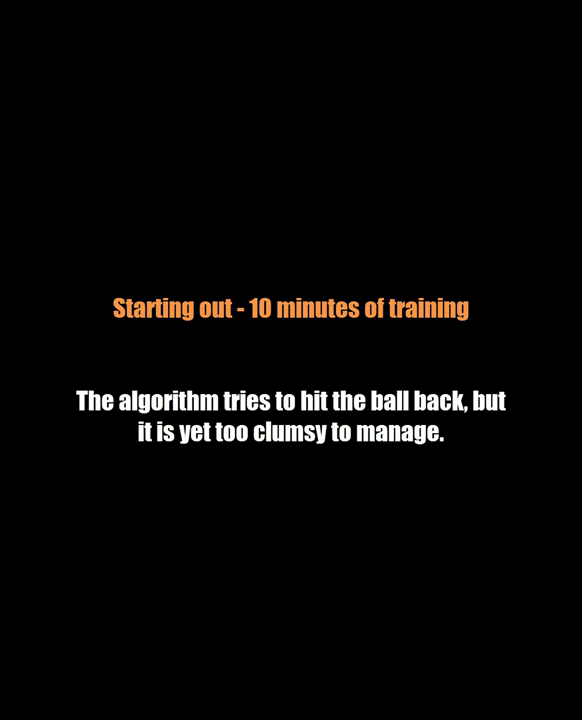 Starting out - 10 minutes of training
The algorithm tries to hit the ball back, but
it is yet too clumsy to manage.